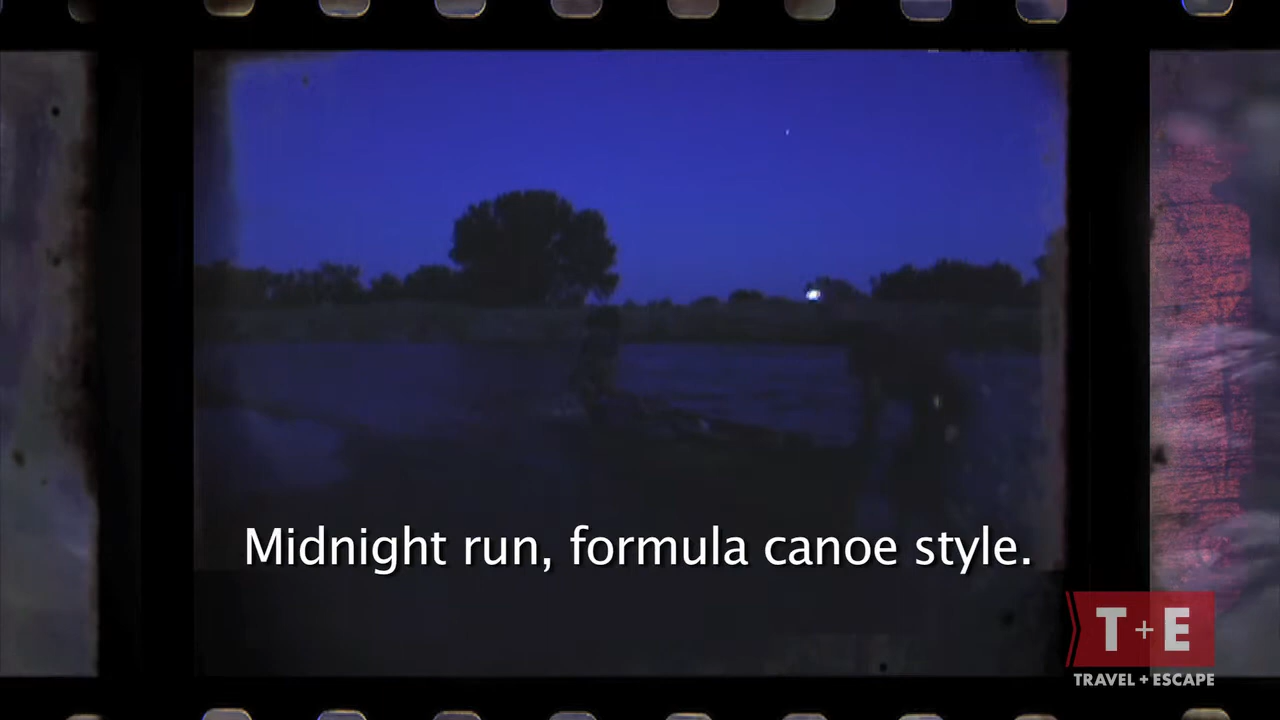 Midnight run, formula canoe style.
T+E
TRAVEL + ESCAPE